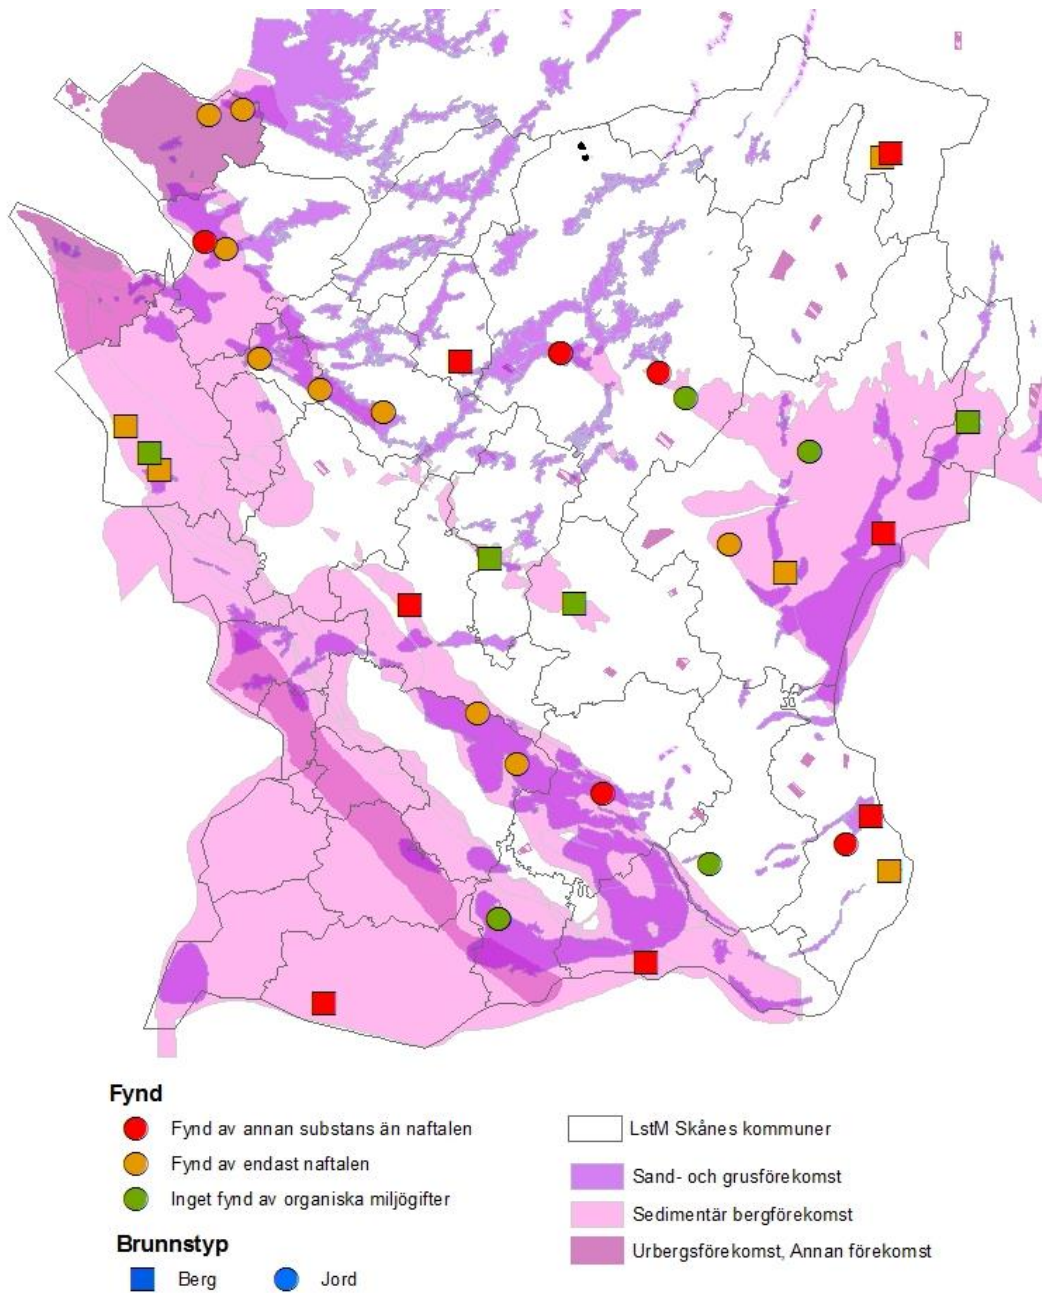 Fynd
Fynd av annan substans än naftalen
Fynd av endast naftalen
Inget fynd av organiska miljögifter
Brunnstyp
Berg
Jord
LstM Skånes kommuner
Sand- och grusförekomst
Sedimentär bergförekomst
Urbergsförekomst, Annan förekomst